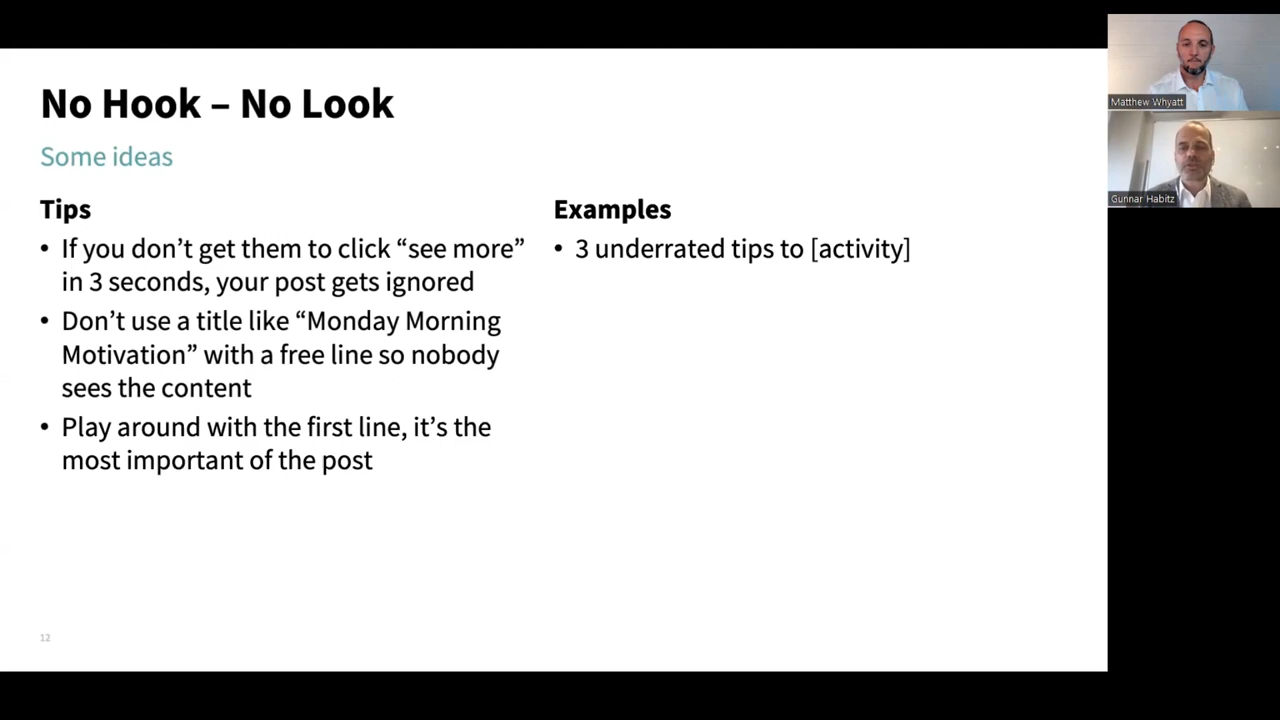 No Hook – No Look
Some ideas
Tips
• If you don’t get them to click “see more”
in 3 seconds, your post gets ignored
• Don’t use a title like “Monday Morning
Motivation” with a free line so nobody
sees the content
• Play around with the first line, it’s the
most important of the post
Examples
• 3 underrated tips to [activity]
12
Matthew Whyatt
Gunnar Habitz